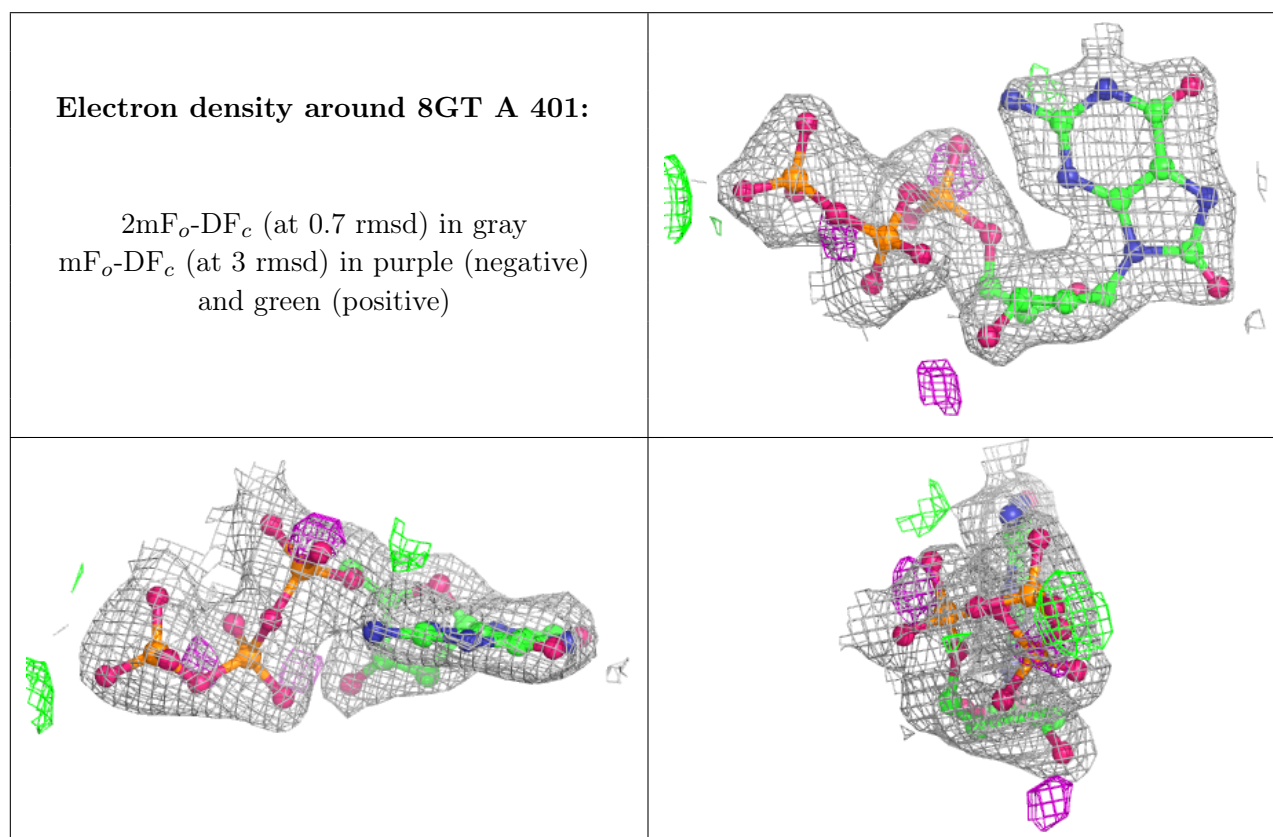 Electron density around 8GT A 401:
2mFo-DFc (at 0.7 rmsd) in gray
mFo-DFc (at 3 rmsd) in purple (negative)
and green (positive)